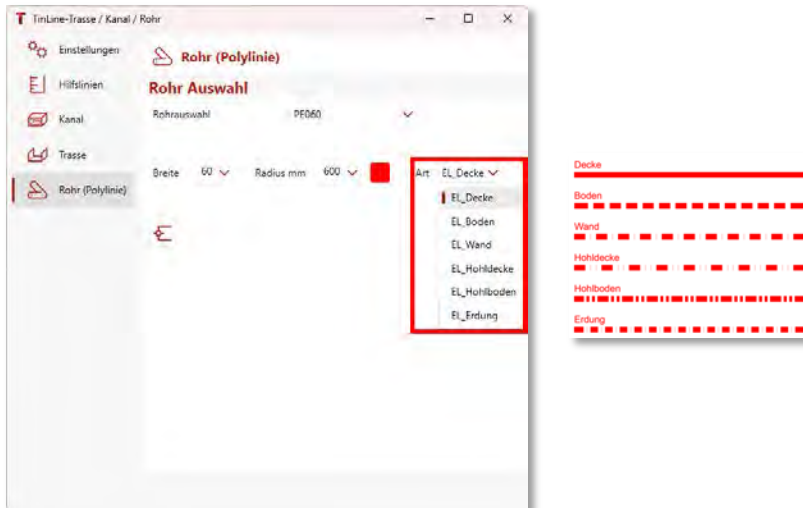 TinLine-Trasse / Kanal / Rohr
Einstellungen
Hilfslinien
Kanal
Trasse
Rohr (Polylinie)
Rohr (Polylinie)
Rohr Auswahl
Rohrauswahl PE060
Breite 60 Radius mm 600 Art EL_Decke
EL_Decke
EL_Boden
EL_Wand
EL_Hohldecke
EL_Hohlboden
EL_Erdung
Decke
Boden
Wand
Hohldecke
Hohlboden
Erdung